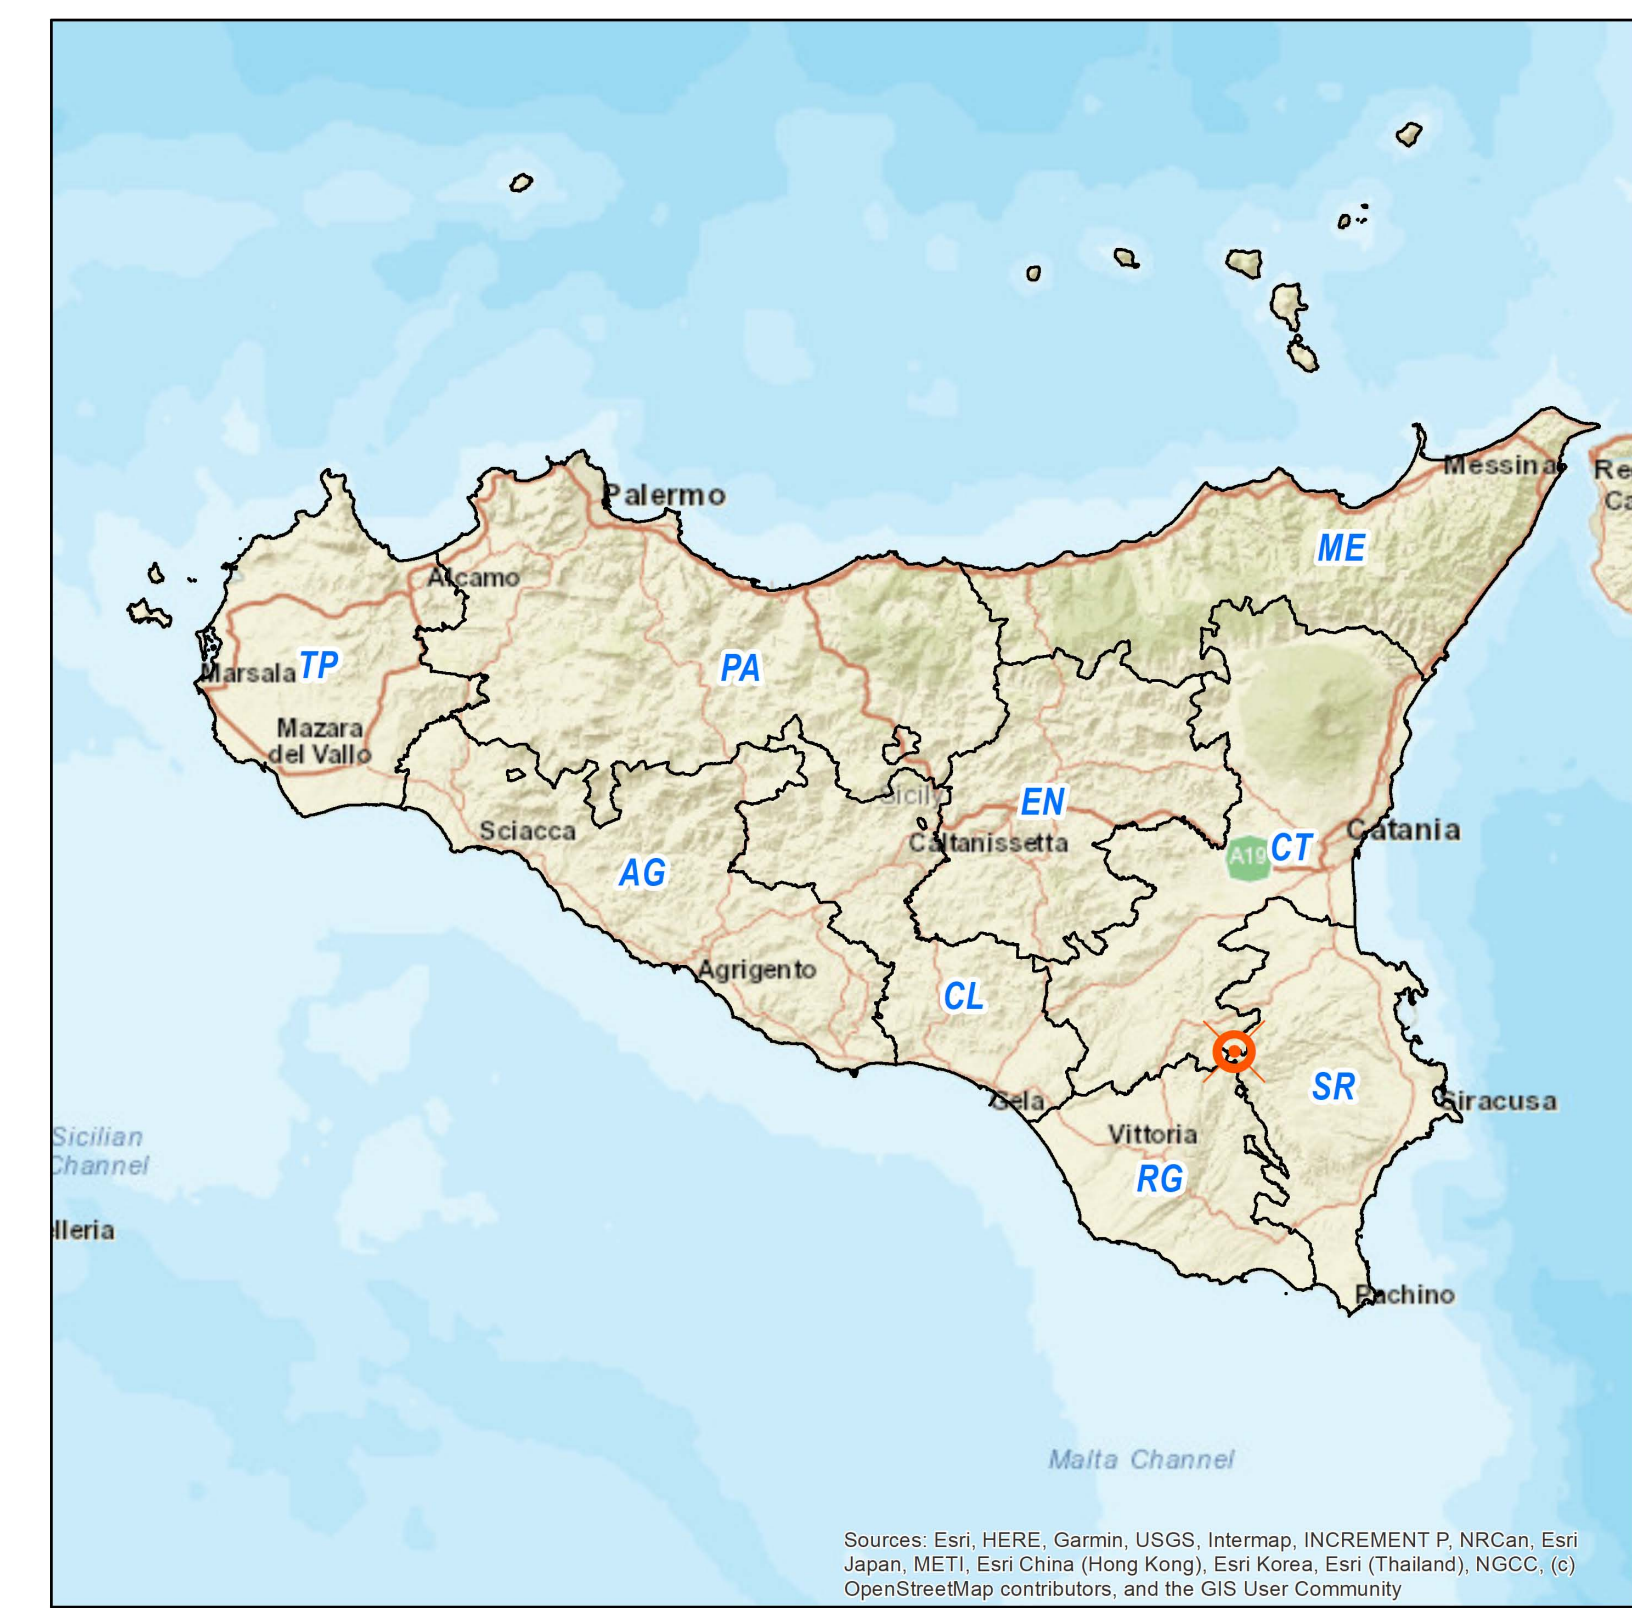 Palermo
Messina
Re
Ca
ME
Alcamo
Marsala
TP
PA
Mazara
del Vallo
Sicily
EN
Sciacca
Caltanissetta
A19
CT
Catania
AG
Agrigento
CL
SR
Gela
Siracusa
Vittoria
Sicilian
Channel
RG
lleria
Pachino
Malta Channel
Sources: Esri, HERE, Garmin, USGS, Intermap, INCREMENT P, NRCan, Esri
Japan, METI, Esri China (Hong Kong), Esri Korea, Esri (Thailand), NGCC, (c)
OpenStreetMap contributors, and the GIS User Community